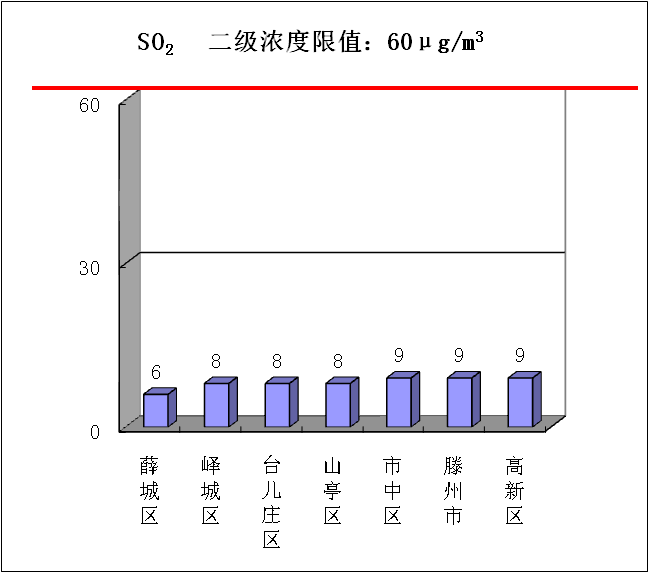 SO₂ 二级浓度限值：60μg/m³
60
30
0
6
8
8
8
9
9
9
薛城区
峄城区
台儿庄区
山亭区
市中区
滕州市
高新区